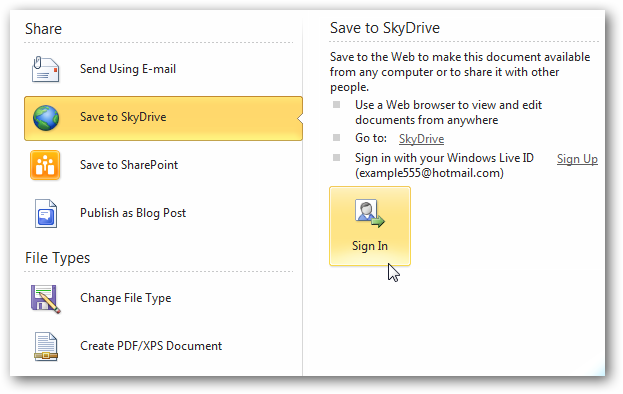 Share
Send Using E-mail
Save to SkyDrive
Save to SharePoint
Publish as Blog Post
File Types
Change File Type
Create PDF/XPS Document
Save to SkyDrive
Save to the Web to make this document available
from any computer or to share it with other
people.
Use a Web browser to view and edit
documents from anywhere
Go to: SkyDrive
Sign in with your Windows Live ID Sign Up
(example555@hotmail.com)
Sign In